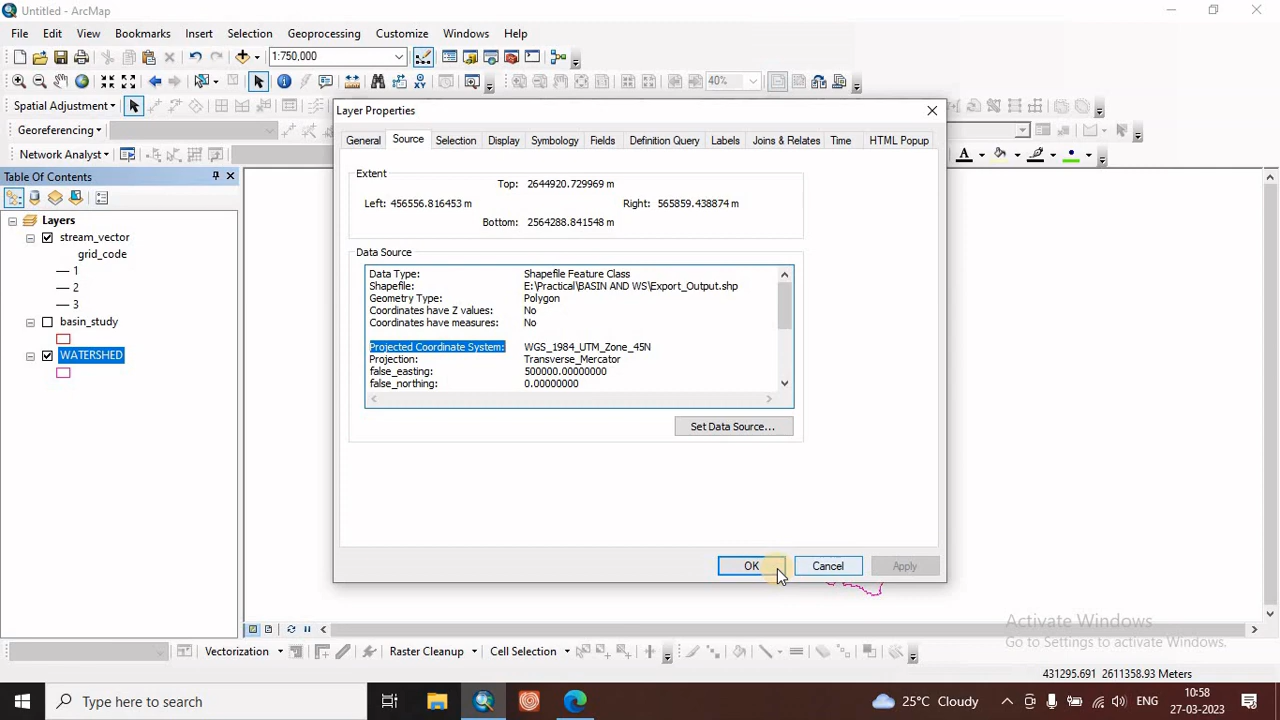 Untitled - ArcMap
File Edit View Bookmarks Insert Selection Geoprocessing Customize Windows Help
1:750,000
40%
Spatial Adjustment
Georeferencing
Network Analyst
A
Table Of Contents
Layers
stream_vector
grid_code
1
2
3
basin_study
WATERSHED
Layer Properties
General Source Selection Display Symbology Fields Definition Query Labels Joins & Relates Time HTML Popup
Extent
Top: 2644920.729969 m
Left: 456556.816453 m Right: 565859.438874 m
Bottom: 2564288.841548 m
Data Source
Data Type: Shapefile Feature Class
Shapefile: E:\Practical\BASIN AND WS\Export_Output.shp
Geometry Type: Polygon
Coordinates have Z values: No
Coordinates have measures: No
Projected Coordinate System: WGS_1984_UTM_Zone_45N
Projection: Transverse_Mercator
false_easting: 500000.00000000
false_northing: 0.00000000
Set Data Source...
OK Cancel Apply
Activate Windows
Go to Settings to activate Windows.
Vectorization Raster Cleanup Cell Selection
431295.691 2611358.93 Meters
Type here to search
25°C Cloudy
ENG
10:58
27-03-2023